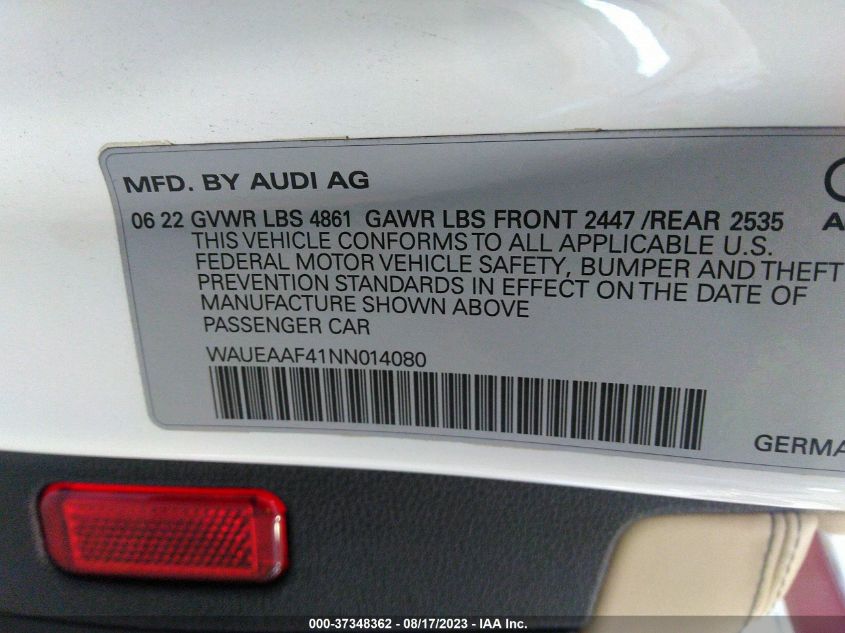 MFD. BY AUDI AG
06 22 GVWR LBS 4861 GAWR LBS FRONT 2447 /REAR 2535
THIS VEHICLE CONFORMS TO ALL APPLICABLE U.S.
FEDERAL MOTOR VEHICLE SAFETY, BUMPER AND THEFT
PREVENTION STANDARDS IN EFFECT ON THE DATE OF
MANUFACTURE SHOWN ABOVE
PASSENGER CAR
WAUEAAF41NN014080
GERMA
000-37348362 - 08/17/2023 - IAA Inc.